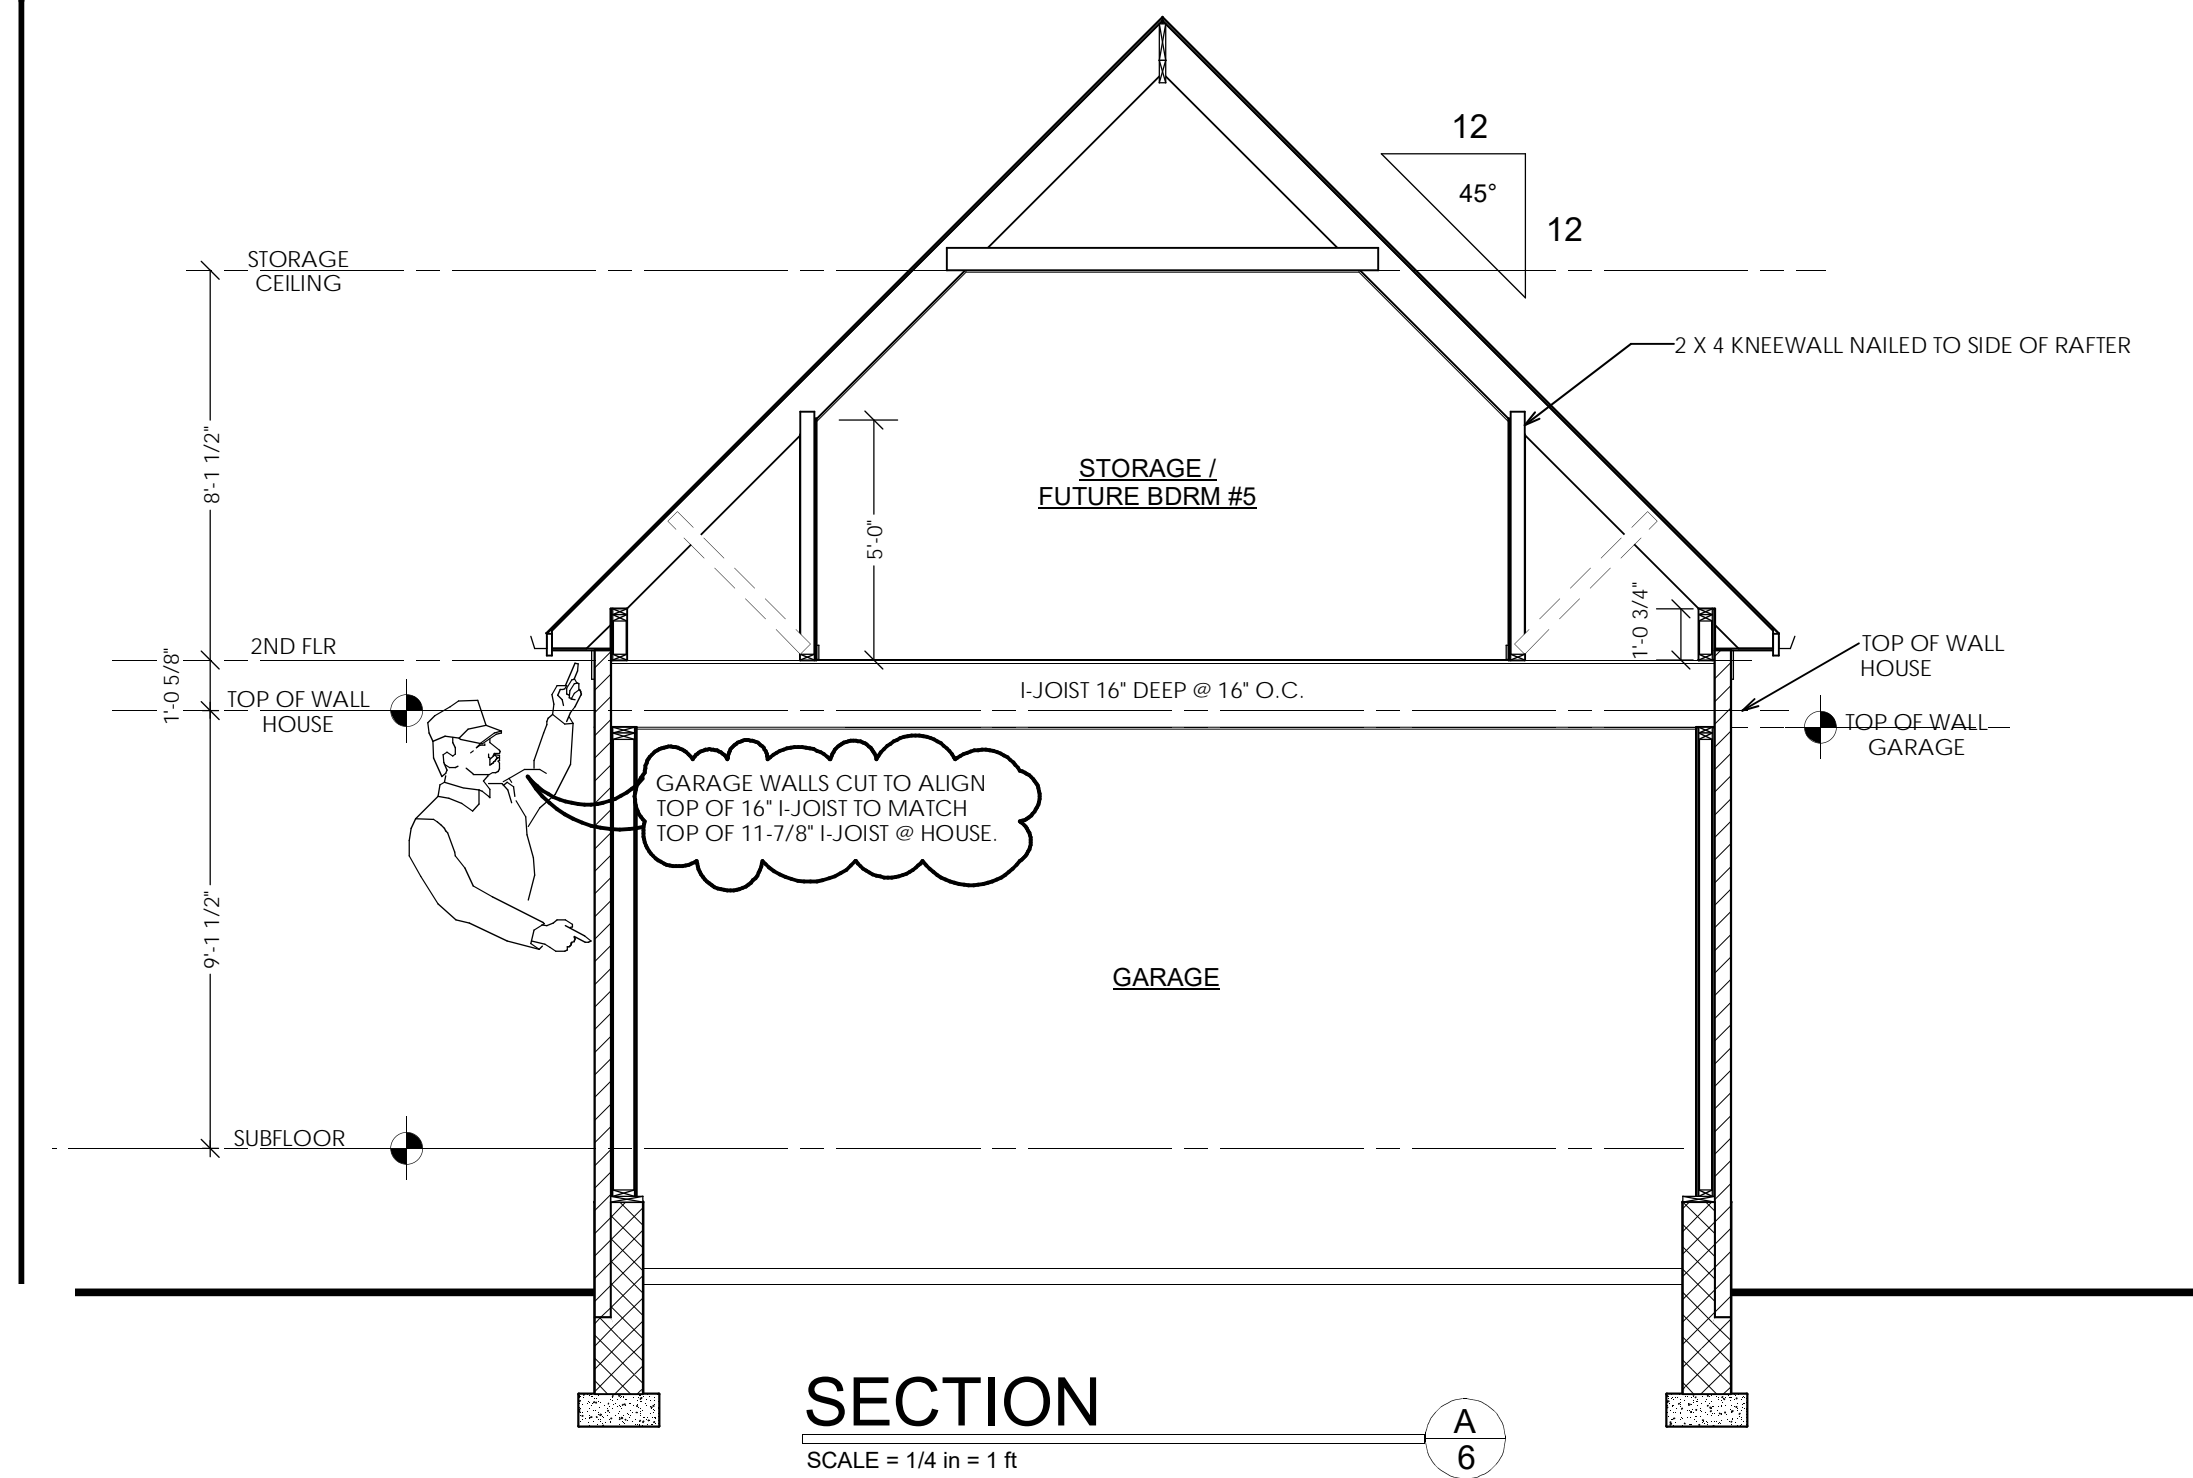 12
45°
12
STORAGE
CEILING
2 X 4 KNEEWALL NAILED TO SIDE OF RAFTER
8'-1 1/2"
STORAGE /
FUTURE BDRM #5
5'-0"
1'-0 3/4"
2ND FLR
1'-0 5/8"
TOP OF WALL
HOUSE
I-JOIST 16" DEEP @ 16" O.C.
TOP OF WALL
HOUSE
TOP OF WALL
GARAGE
GARAGE WALLS CUT TO ALIGN
TOP OF 16" I-JOIST TO MATCH
TOP OF 11-7/8" I-JOIST @ HOUSE.
9'-1 1/2"
GARAGE
SUBFLOOR
SECTION
A
6
SCALE = 1/4 in = 1 ft